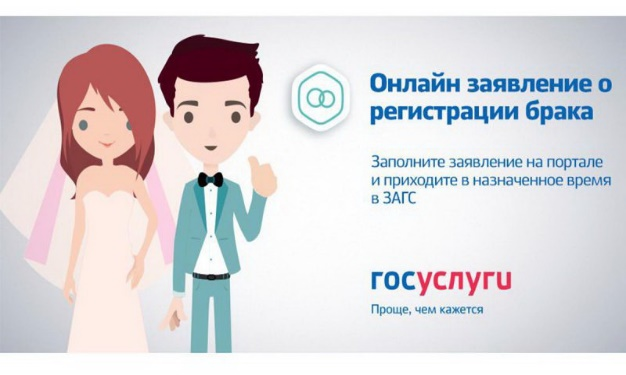 Онлайн заявление о
регистрации брака
Заполните заявление на портале
и приходите в назначенное время
в ЗАГС
госуслуги
Проще, чем кажется